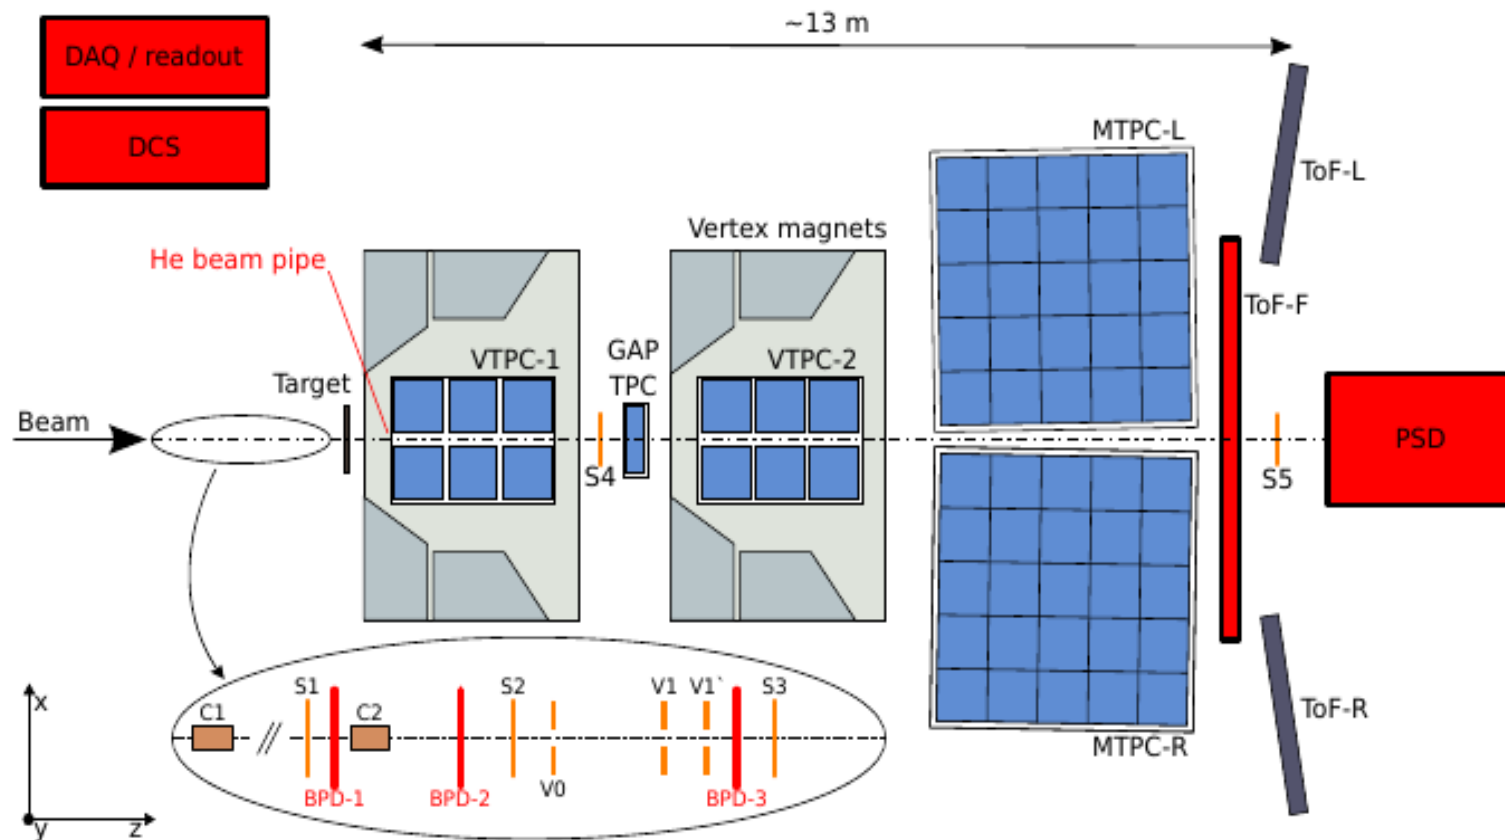 ~13 m
DAQ / readout
DCS
MTPC-L
ToF-L
Vertex magnets
He beam pipe
ToF-F
GAP
TPC
VTPC-1
VTPC-2
Target
Beam
PSD
S4
S5
S1
S2
V1
V1`
S3
C1
C2
x
ToF-R
MTPC-R
V0
BPD-1
BPD-2
BPD-3
y
z